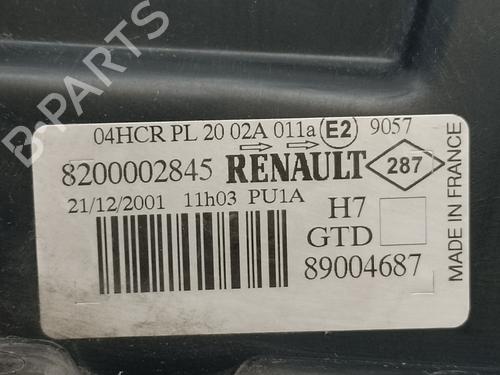 04HCR PL 20 02A 011a E2 9057
8200002845 RENAULT 287
21/12/2001 11h03 PU1A
H7
GTD
89004687
MADE IN FRANCE
B-PARTS